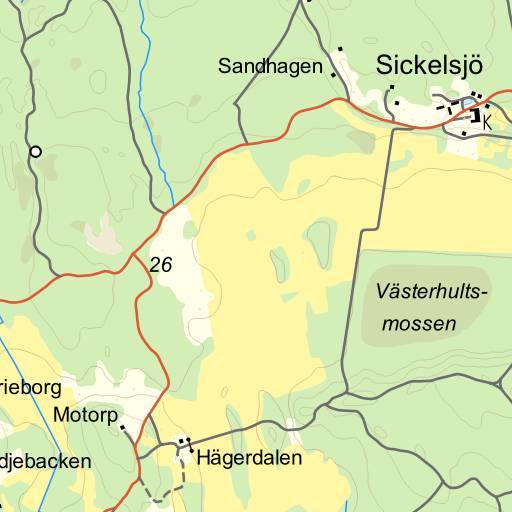 Sandhagen
Sickelsjö
K
26
Västerhults-
mossen
rieborg
Motorp
djebacken
Hägerdalen